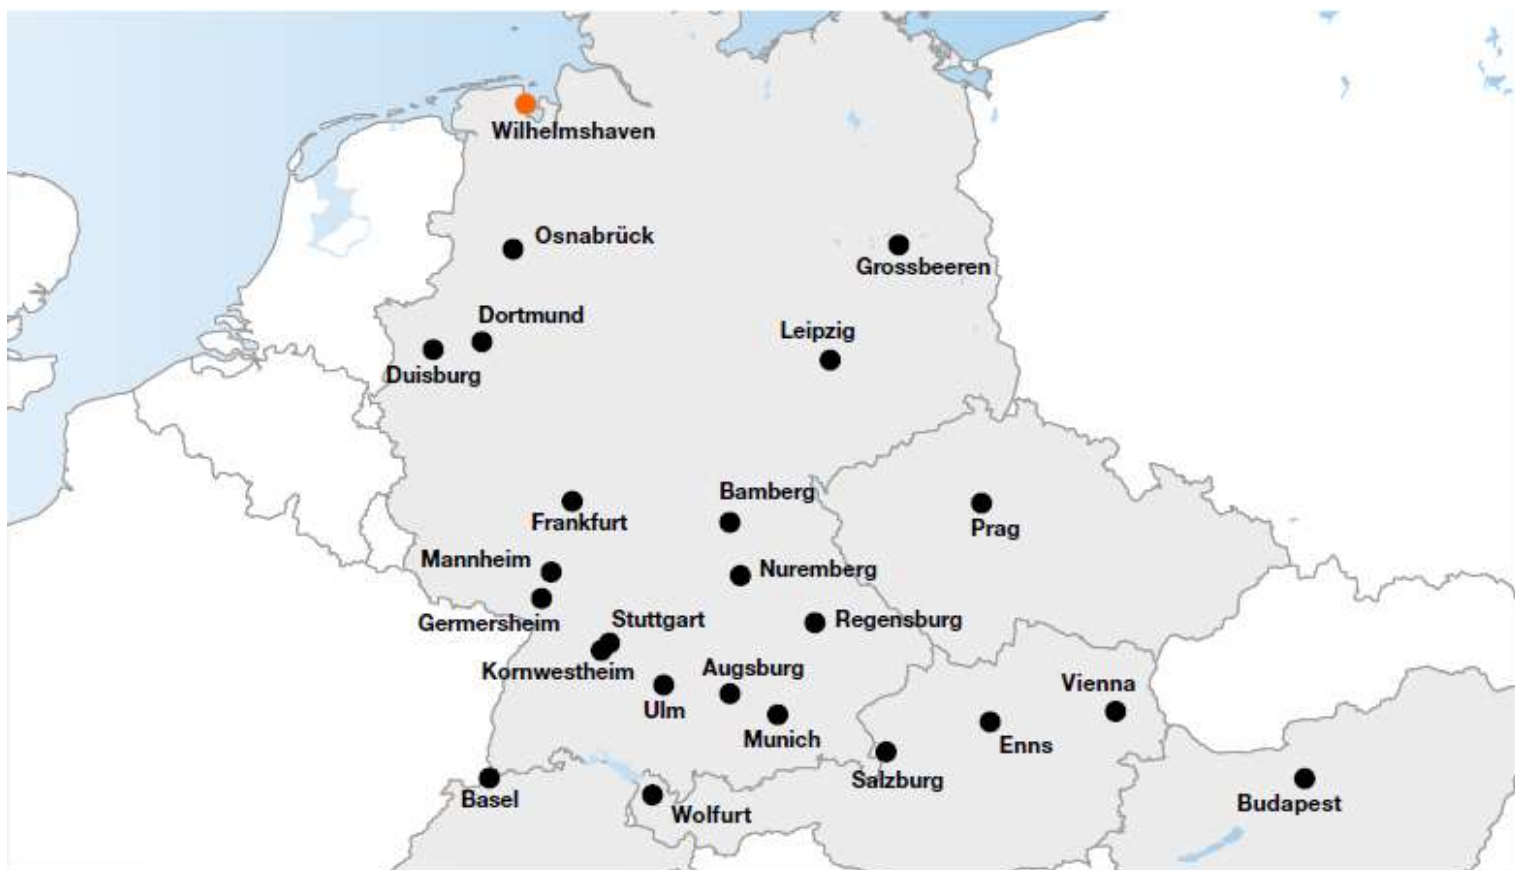 Wilhelmshaven
Osnabrück
Grossbeeren
Dortmund
Leipzig
Duisburg
Bamberg
Frankfurt
Prag
Mannheim
Nuremberg
Germersheim
Stuttgart
Regensburg
Kornwestheim
Augsburg
Vienna
Ulm
Munich
Enns
Salzburg
Basel
Wolfurt
Budapest